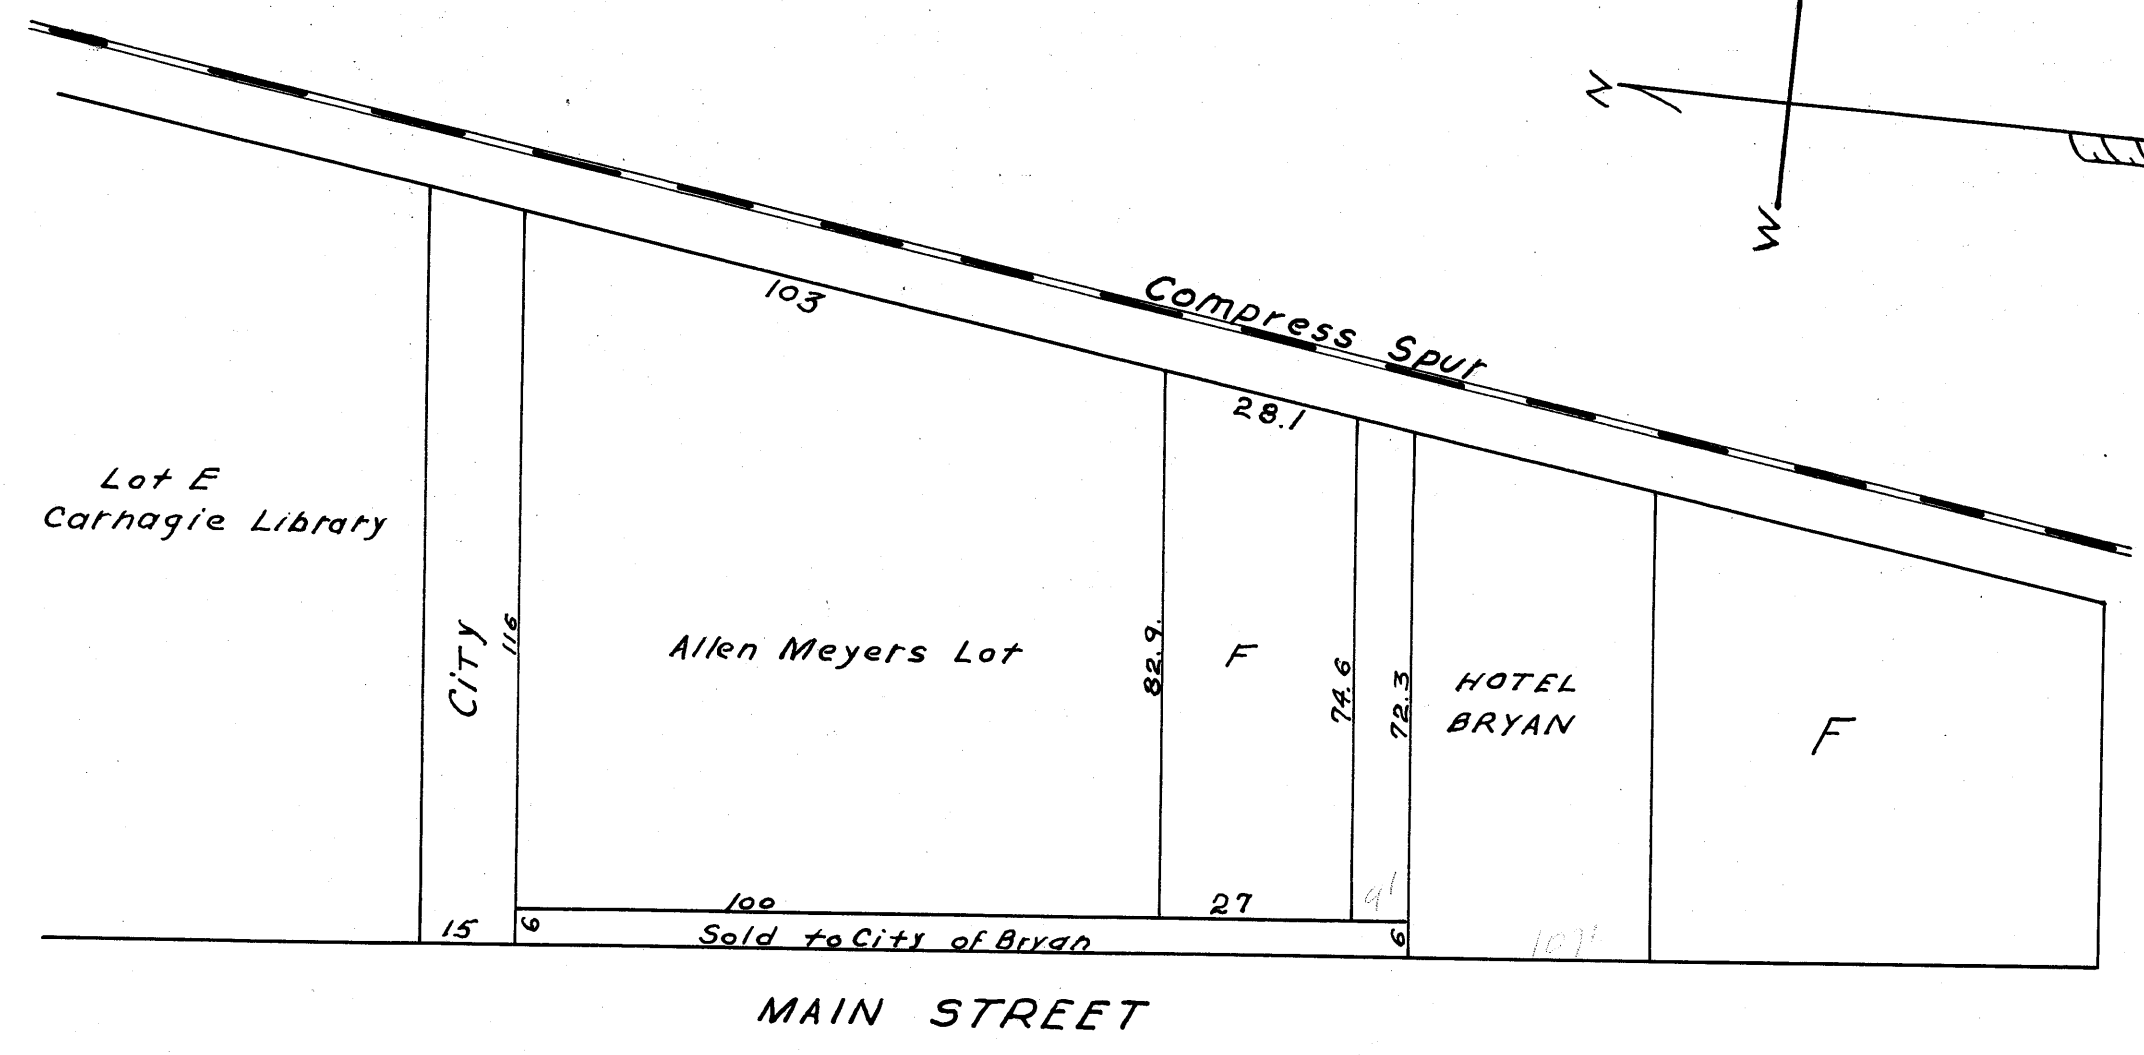 N
W
Compress Spur
103
28.1
Lot E
Carnagie Library
CiTY
116
Allen Meyers Lot
82.9.
F
74.6
72.3
HOTEL
BRYAN
F
15
6
100
27
9'
6
107'
Sold to City of Bryan
MAIN STREET